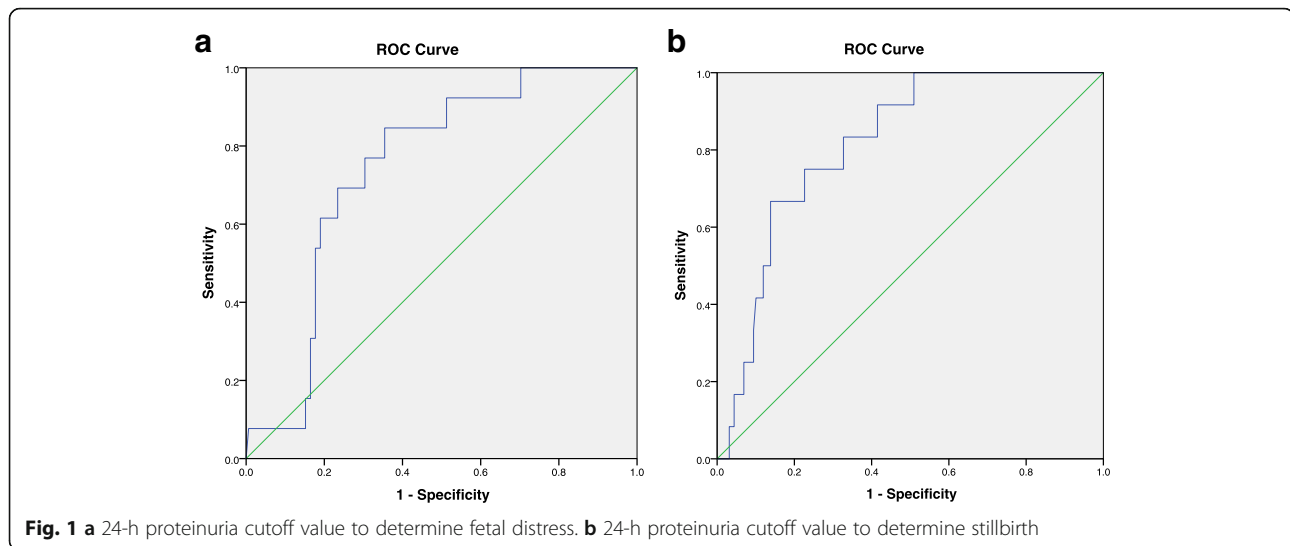 a
ROC Curve
1.0
0.8
0.6
0.4
0.2
0.0
Sensitivity
0.0 0.2 0.4 0.6 0.8 1.0
1 - Specificity
b
ROC Curve
1.0
0.8
0.6
0.4
0.2
0.0
Sensitivity
0.0 0.2 0.4 0.6 0.8 1.0
1 - Specificity
Fig. 1 a 24-h proteinuria cutoff value to determine fetal distress. b 24-h proteinuria cutoff value to determine stillbirth